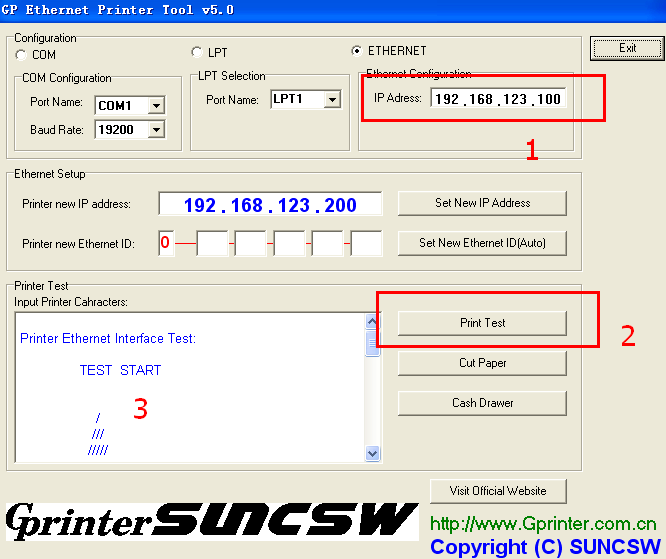 GP Ethernet Printer Tool v5.0
Configuration
COM
LPT
ETHERNET
Exit
COM Configuration
LPT Selection
Ethernet Configuration
Port Name: COM1
Port Name: LPT1
IP Adress: 192 . 168 . 123 . 100
Baud Rate: 19200
1
Ethernet Setup
Printer new IP address: 192 . 168 . 123 . 200
Set New IP Address
Printer new Ethernet ID: 0
Set New Ethernet ID(Auto)
Printer Test
Input Printer Cahracters:
Printer Ethernet Interface Test:
TEST START
/
///
/////
3
Print Test
2
Cut Paper
Cash Drawer
Visit Official Website
Gprinter SUNCSW
http://www.Gprinter.com.cn
Copyright (C) SUNCSW